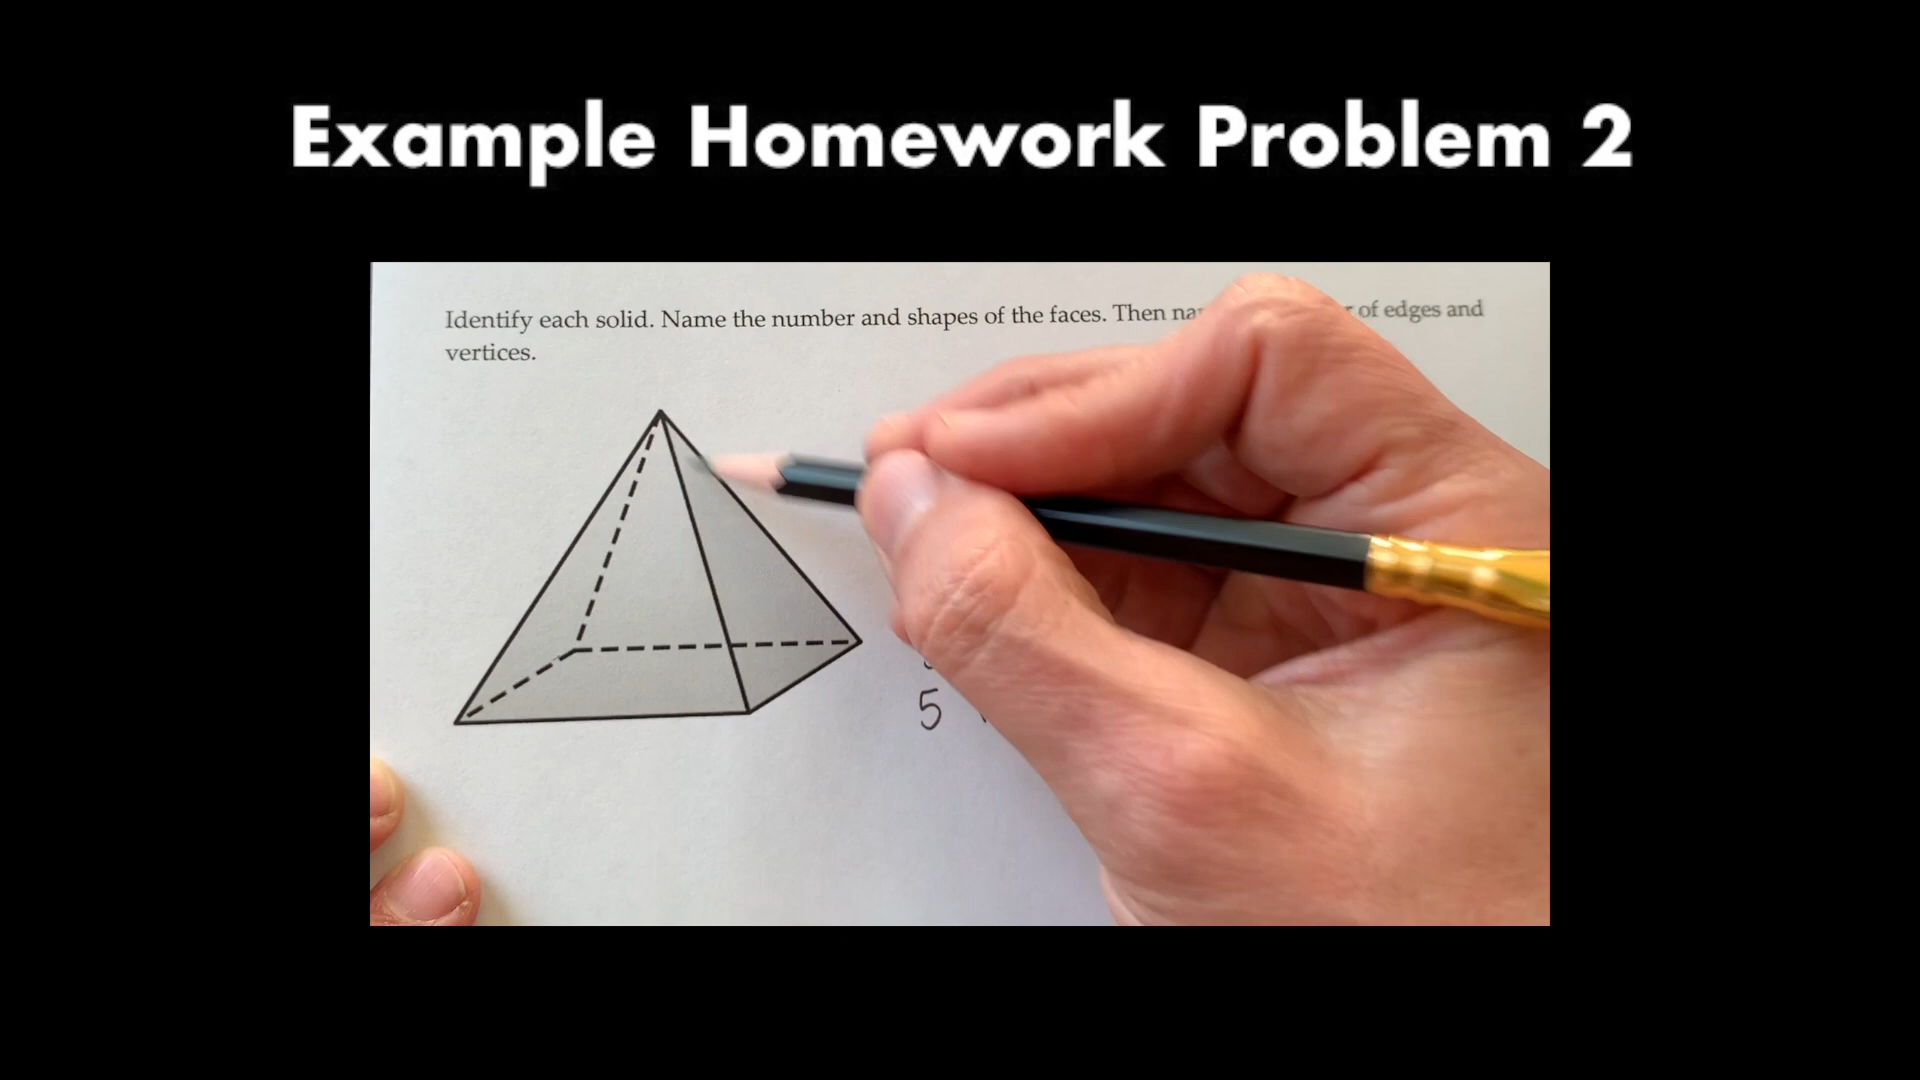 Example Homework Problem 2
Identify each solid. Name the number and shapes of the faces. Then of edges and
vertices.
5